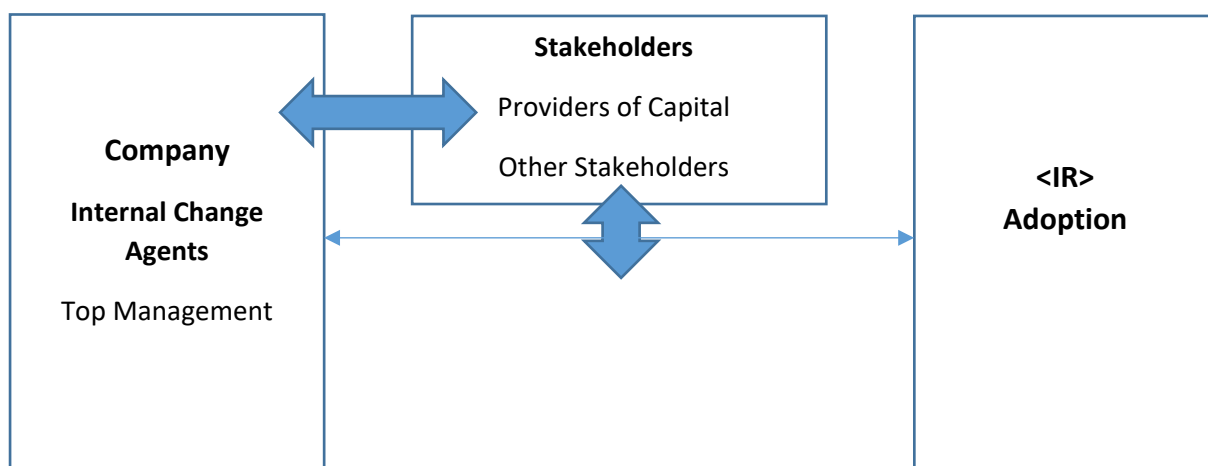 Company
Internal Change
Agents
Top Management
Stakeholders
Providers of Capital
Other Stakeholders
<IR>
Adoption